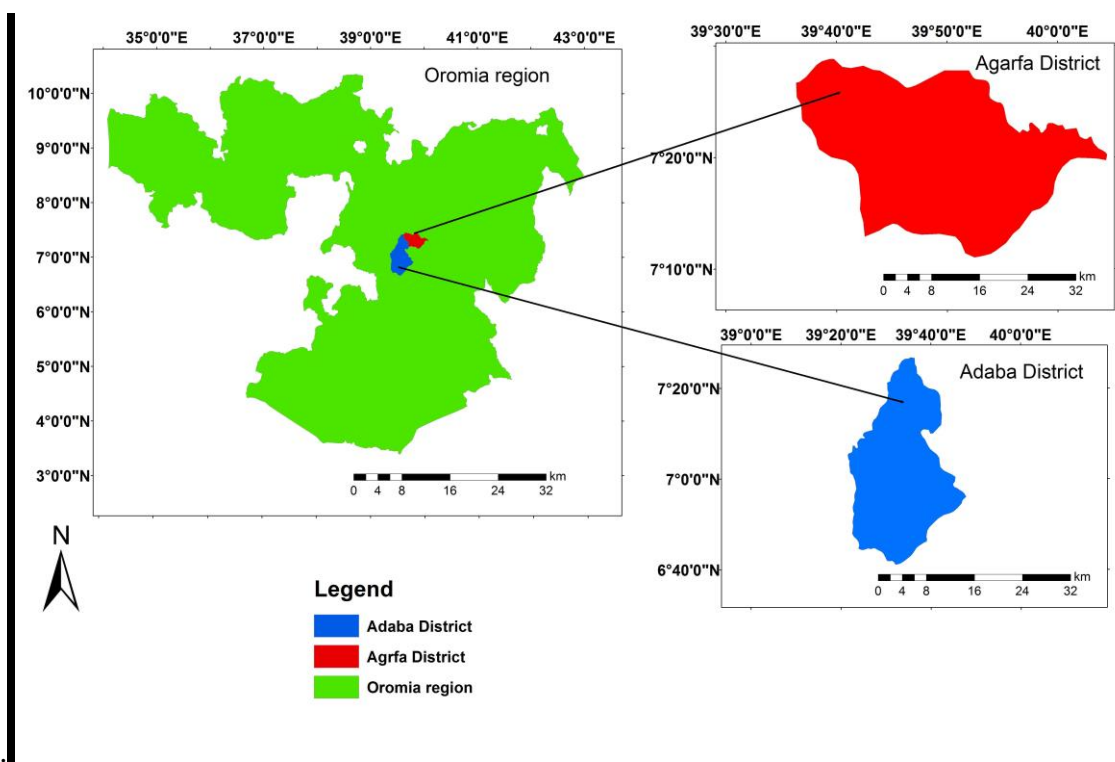 35°0'0"E 37°0'0"E 39°0'0"E 41°0'0"E 43°0'0"E
Oromia region
10°0'0"N
9°0'0"N
8°0'0"N
7°0'0"N
6°0'0"N
5°0'0"N
4°0'0"N
3°0'0"N
km
0 4 8 16 24 32
39°30'0"E 39°40'0"E 39°50'0"E 40°0'0"E
Agarfa District
7°20'0"N
7°10'0"N
km
0 2 4 8 16 24 32
39°0'0"E 39°20'0"E 39°40'0"E 40°0'0"E
Adaba District
7°20'0"N
7°0'0"N
6°40'0"N
km
0 4 8 16 24 32
N
Legend
Adaba District
Agrfa District
Oromia region
.